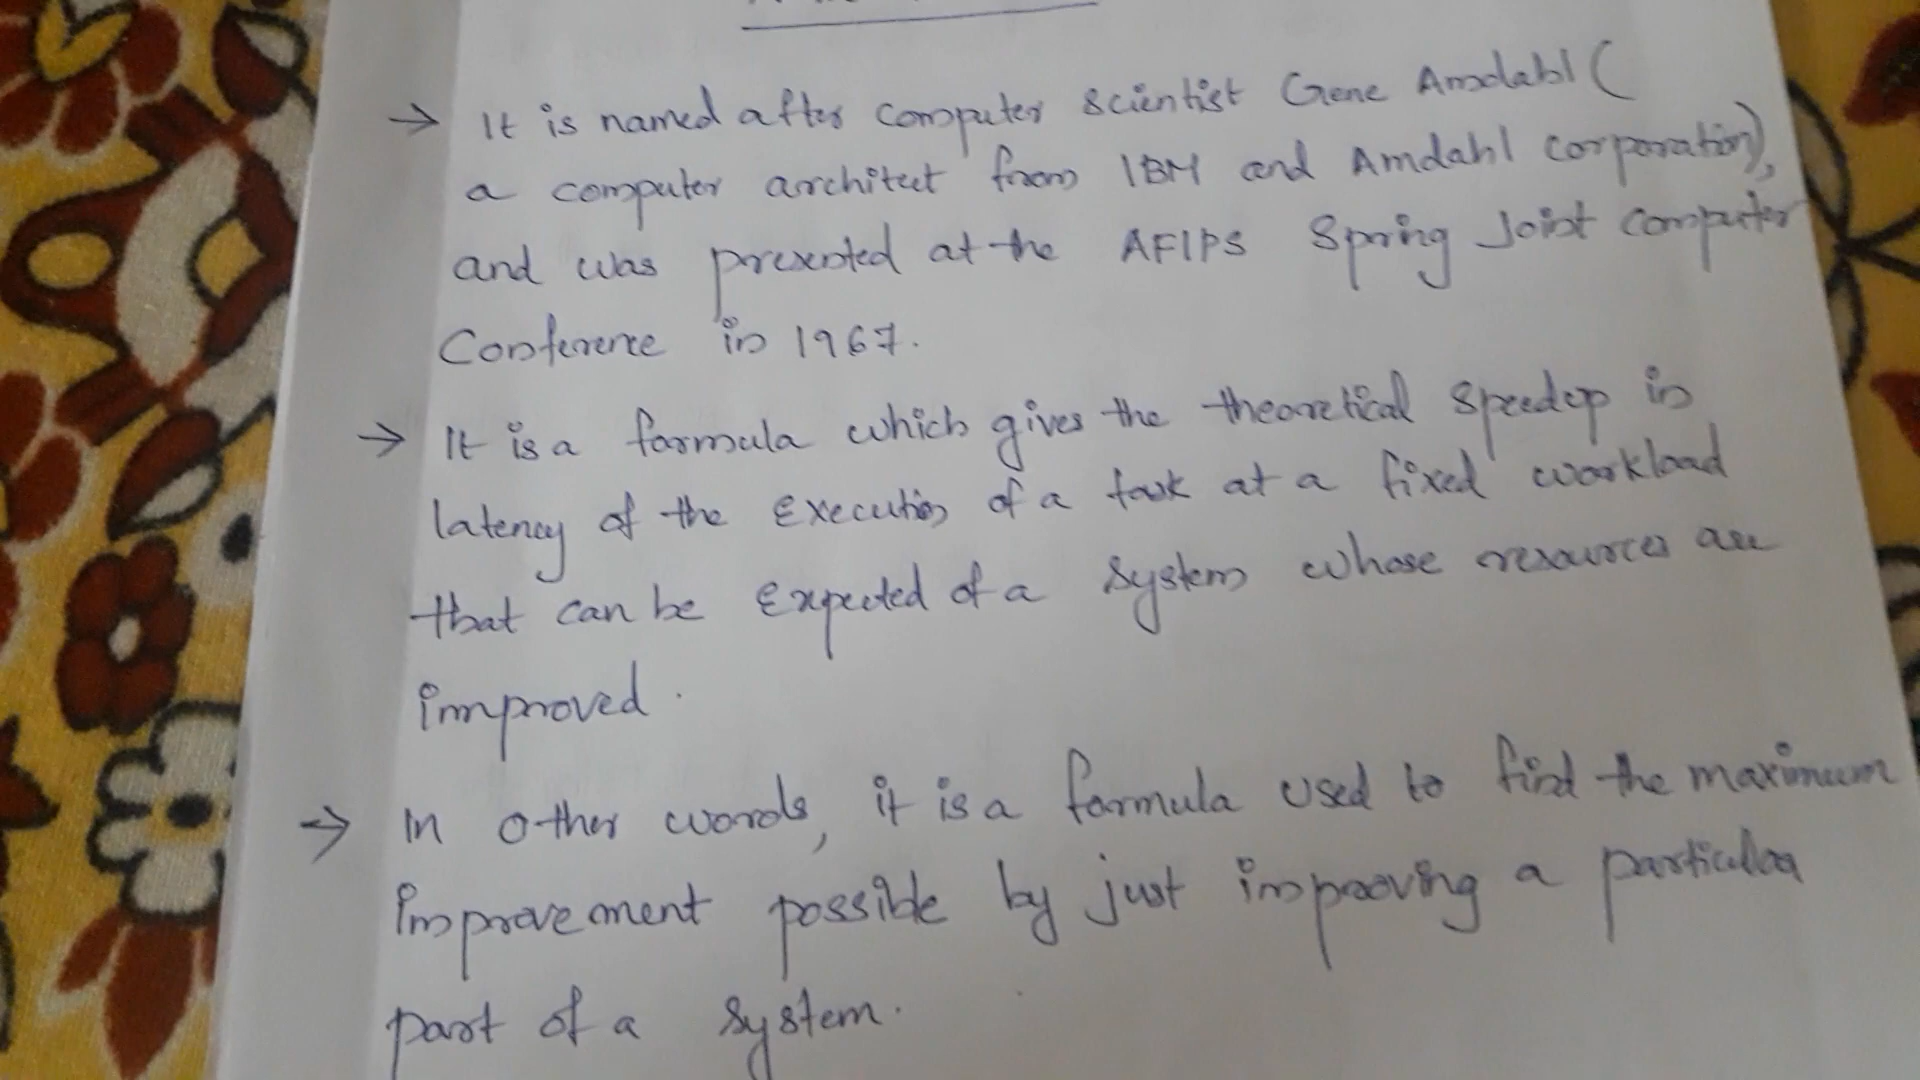 → It is named after computer scientist Gene Amdahl (
a computer architect from IBM and Amdahl corporation),
and was presented at the AFIPS Spring Joint Computer
Conference in 1967.
→ It is a formula which gives the theoretical speedup in
latency of the execution of a task at a fixed workload
that can be expected of a system whose resources are
improved.
→ In other words, it is a formula used to find the maximum
improvement possible by just improving a particular
part of a system.